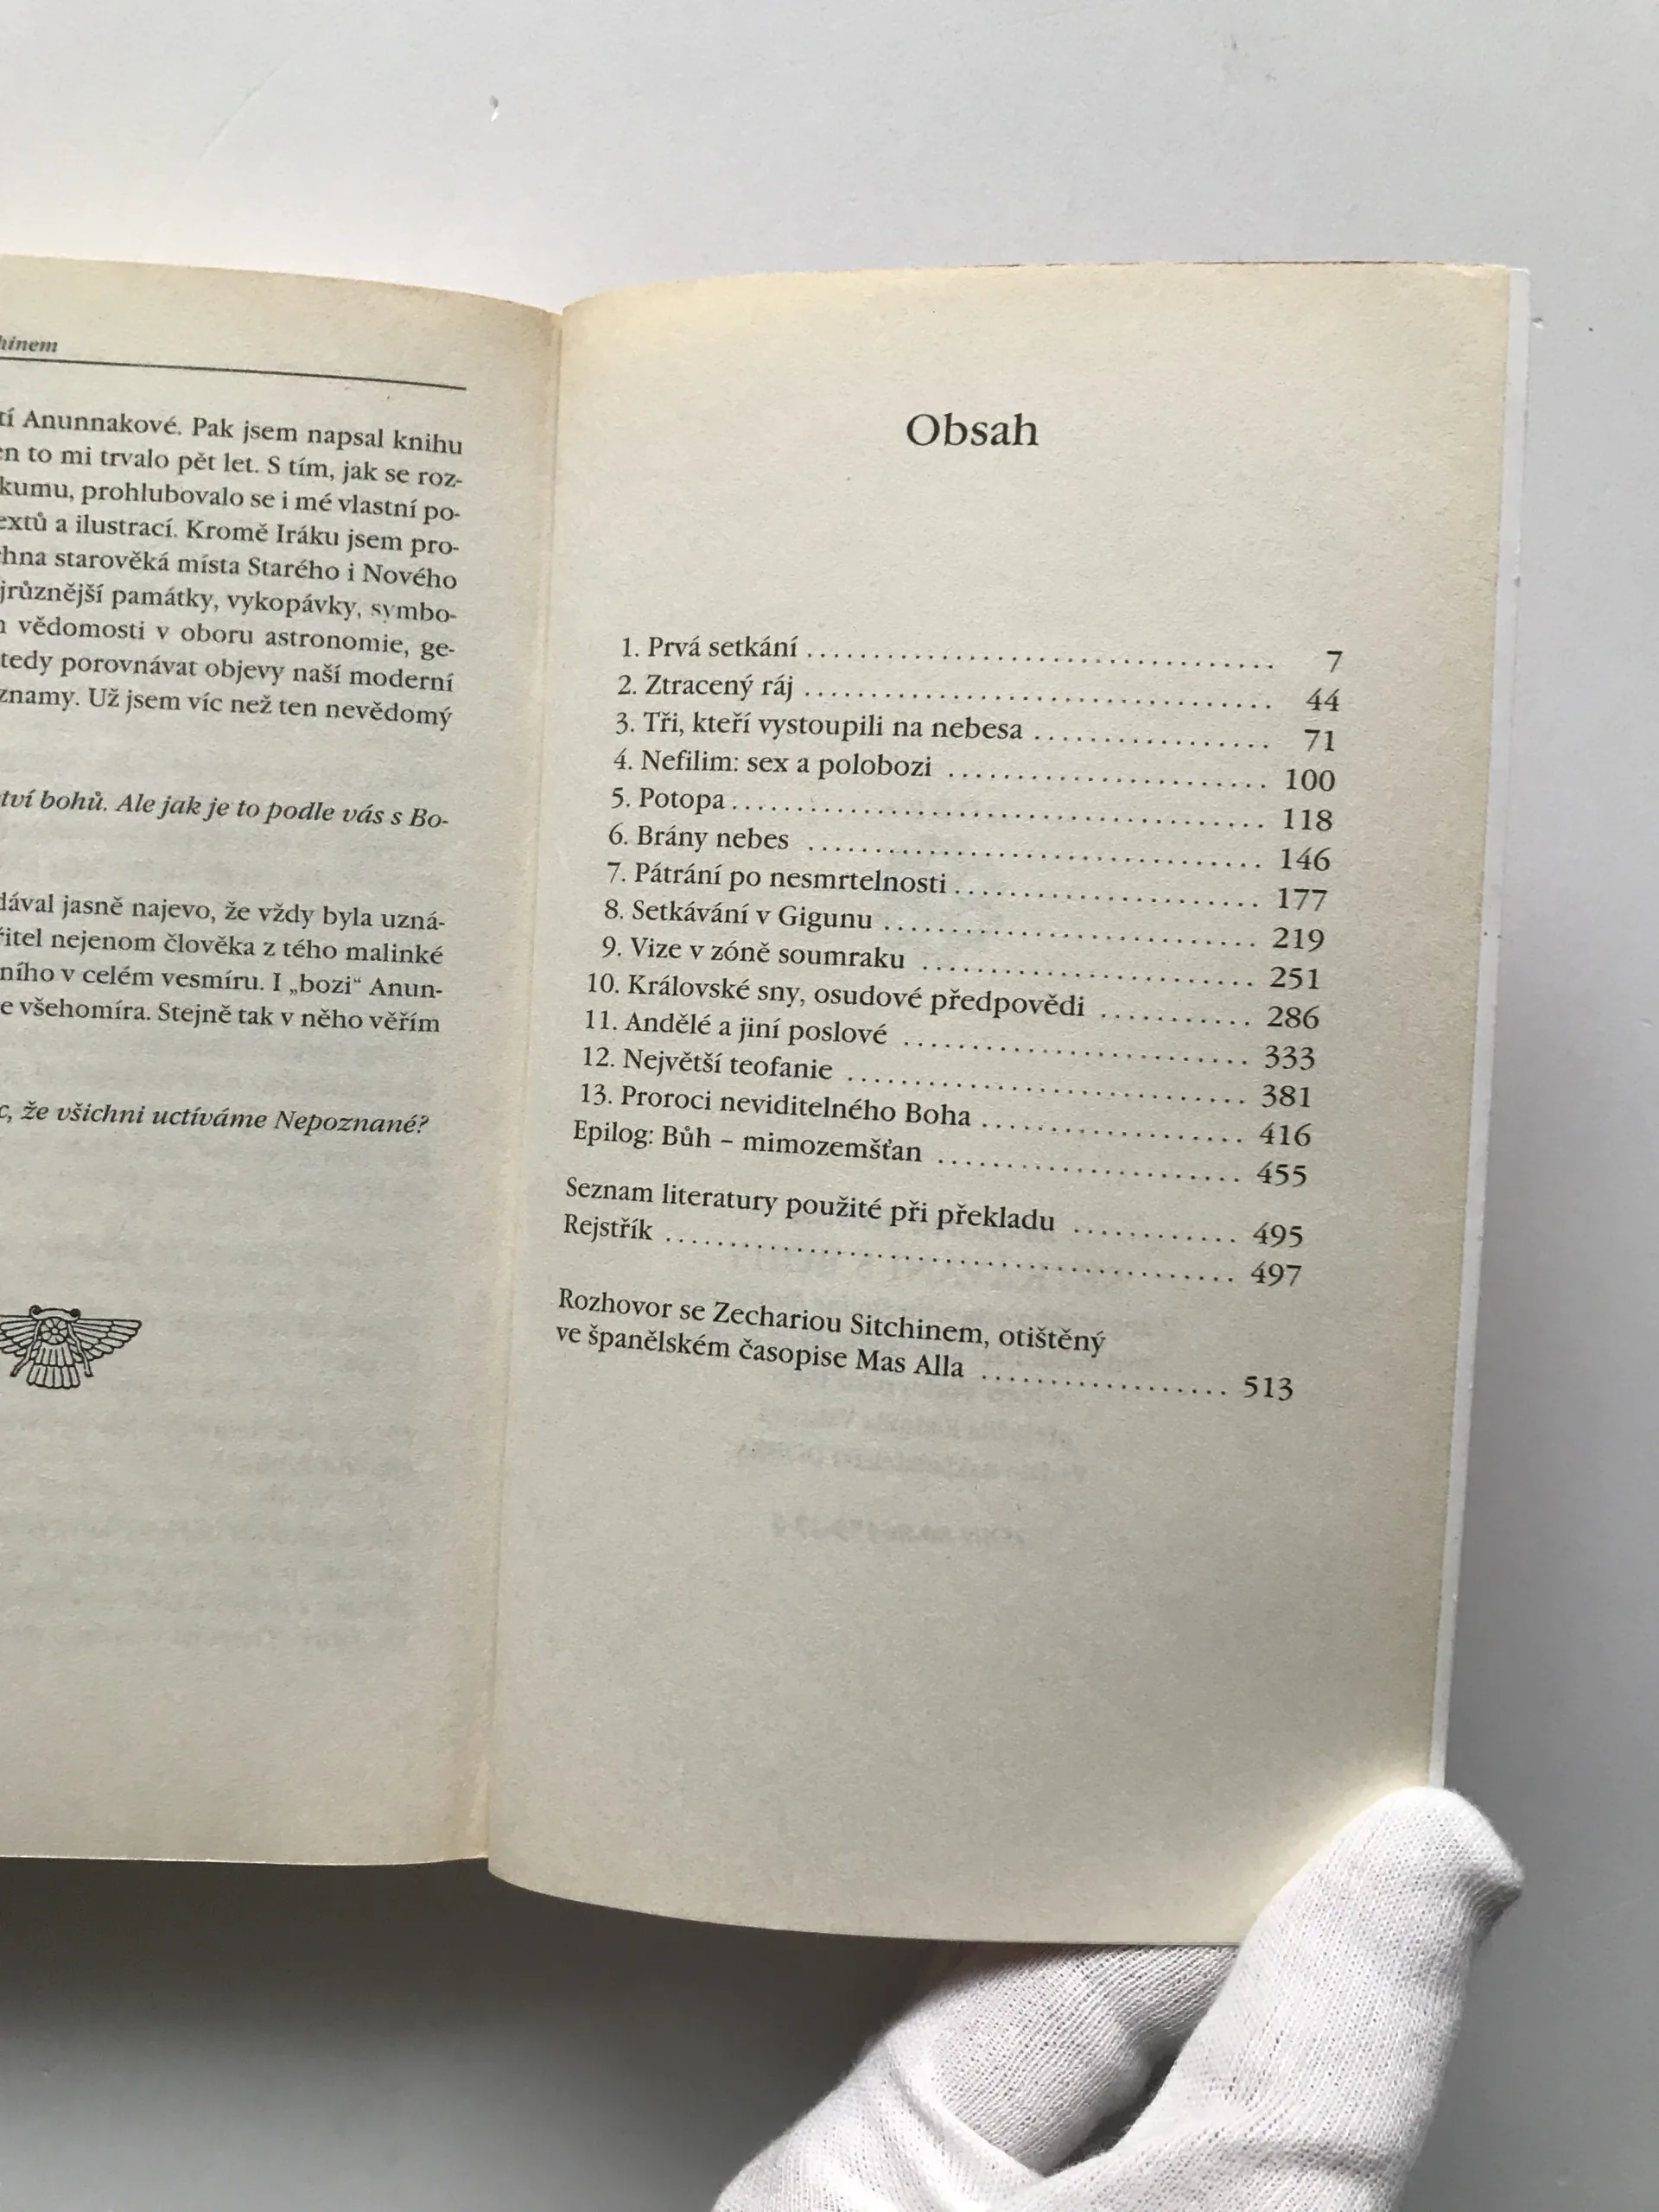 hinem
tí Anunnakové. Pak jsem napsal knihu
en to mi trvalo pět let. S tím, jak se roz-
kumu, prohlubovalo se i mé vlastní po-
extů a ilustrací. Kromě Iráku jsem pro-
hna starověká místa Starého i Nového
jrůznější památky, vykopávky, symbo-
vědomosti v oboru astronomie, ge-
tedy porovnávat objevy naší moderní
znamy. Už jsem víc než ten nevědomý
tví bohů. Ale jak je to podle vás s Bo-
dával jasně najevo, že vždy byla uzná-
řitel nejenom člověka z tého malinké
ního v celém vesmíru. I „bozi“ Anun-
e všehomíra. Stejně tak v něho věřím
c, že všichni uctíváme Nepoznané?
Obsah
1. Prvá setkání ........................................ 7
2. Ztracený ráj ........................................ 44
3. Tři, kteří vystoupili na nebesa .................... 71
4. Nefilim: sex a polobozi ........................... 100
5. Potopa ............................................. 118
6. Brány nebes ........................................ 146
7. Pátrání po nesmrtelnosti .......................... 177
8. Setkávání v Gigunu ................................ 219
9. Vize v zóně soumraku .............................. 251
10. Královské sny, osudové předpovědi ............ 286
11. Andělé a jiní poslové ............................ 333
12. Největší teofanie ................................ 381
13. Proroci neviditelného Boha ..................... 416
Epilog: Bůh – mimozemšťan ........................ 455
Seznam literatury použité při překladu ............ 495
Rejstřík ............................................. 497
Rozhovor se Zechariou Sitchinem, otištěný
ve španělském časopise Mas Alla .................. 513